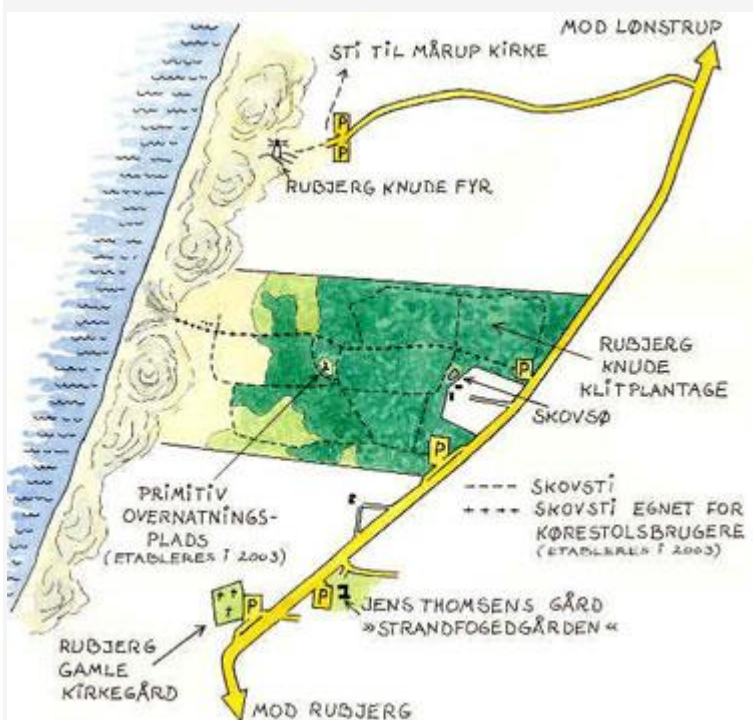 MOD LØNSTRUP
STI TIL MÅRUP KIRKE
P
P
RUBJERG KNUDE FYR
RUBJERG
KNUDE
KLITPLANTAGE
P
SKOVSØ
P
PRIMITIV
OVERNATNINGS-
PLADS
(ETABLERES I 2003)
SKOVSTI
SKOVSTI EGNET FOR
KØRESTOLSBRUGERE
(ETABLERES I 2003)
P
P
JENS THOMSENS GÅRD
»STRANDFOGEDGÅRDEN«
RUBJERG
GAMLE
KIRKEGÅRD
MOD RUBJERG